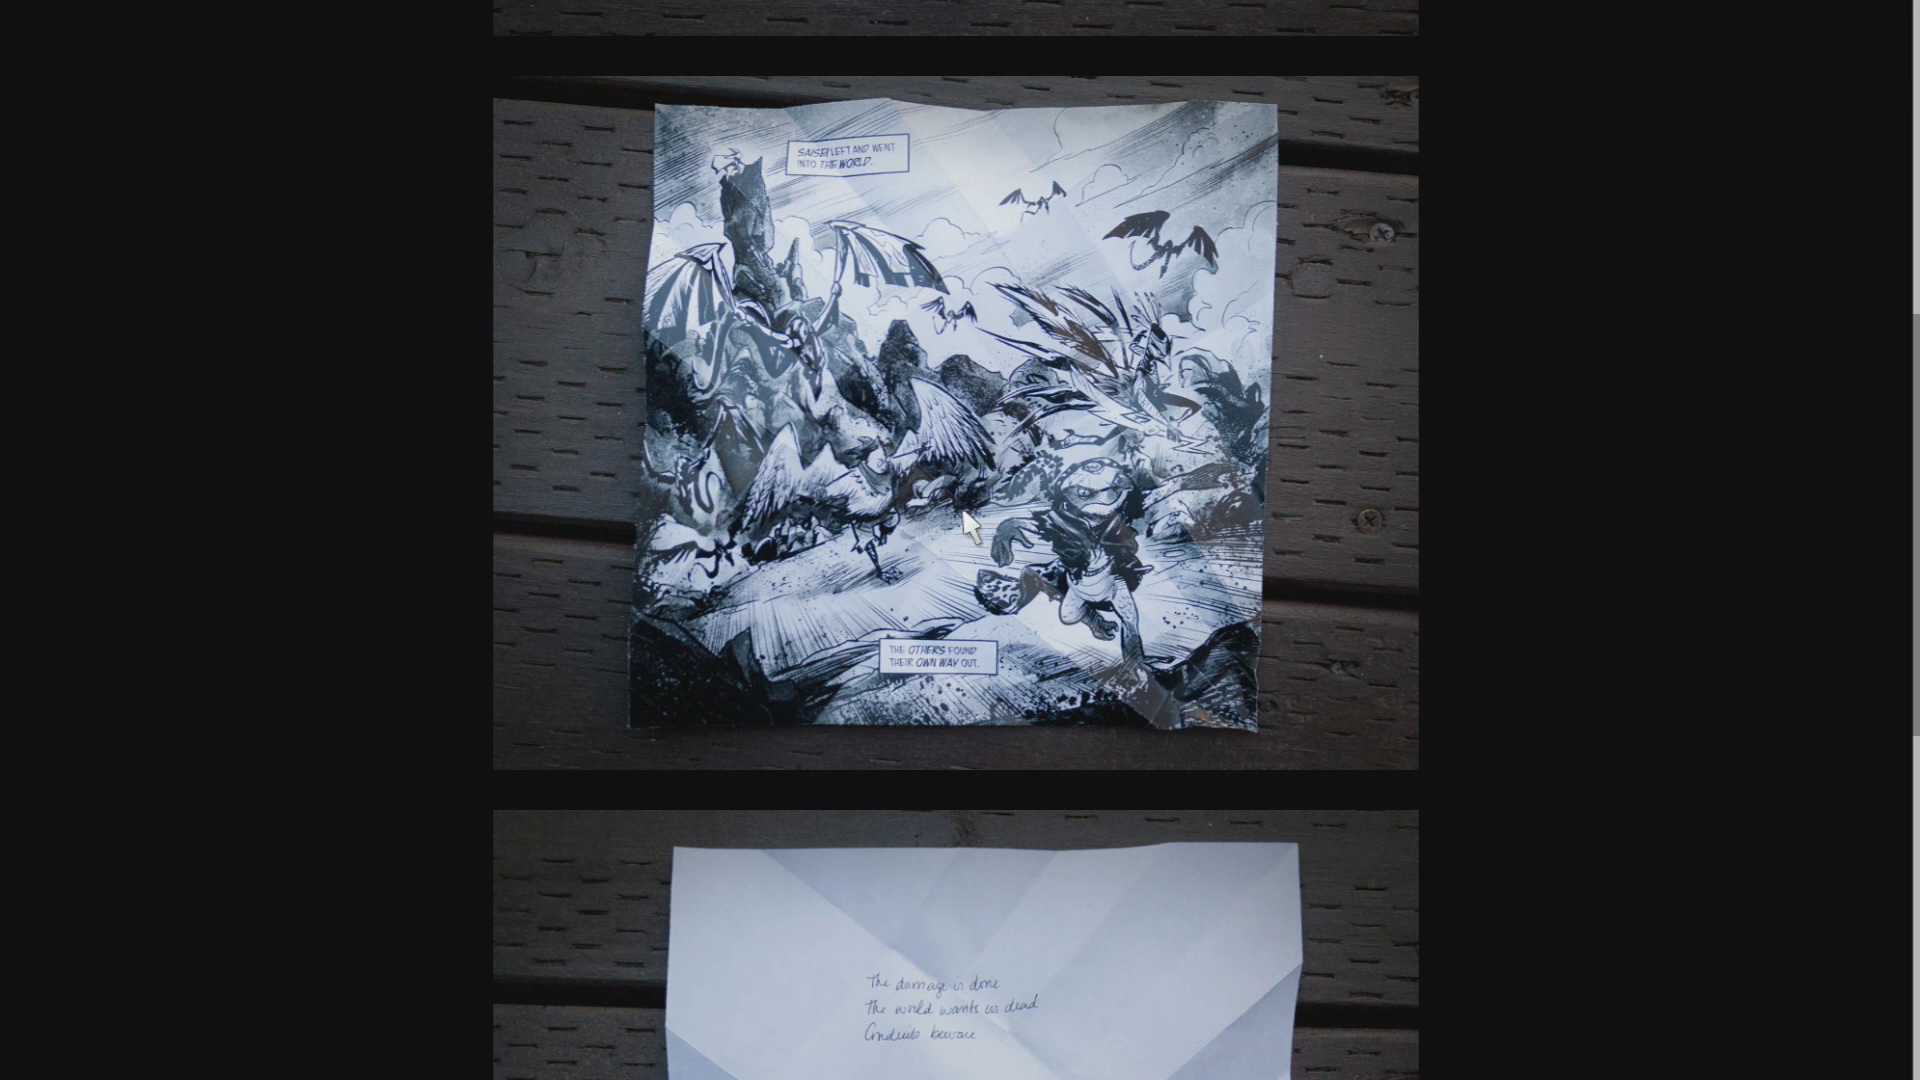 SAISEI LEFT AND WENT
INTO THE WORLD.
THE OTHERS FOUND
THEIR OWN WAY OUT.
The damage is done
The world wants us dead
Conduits beware